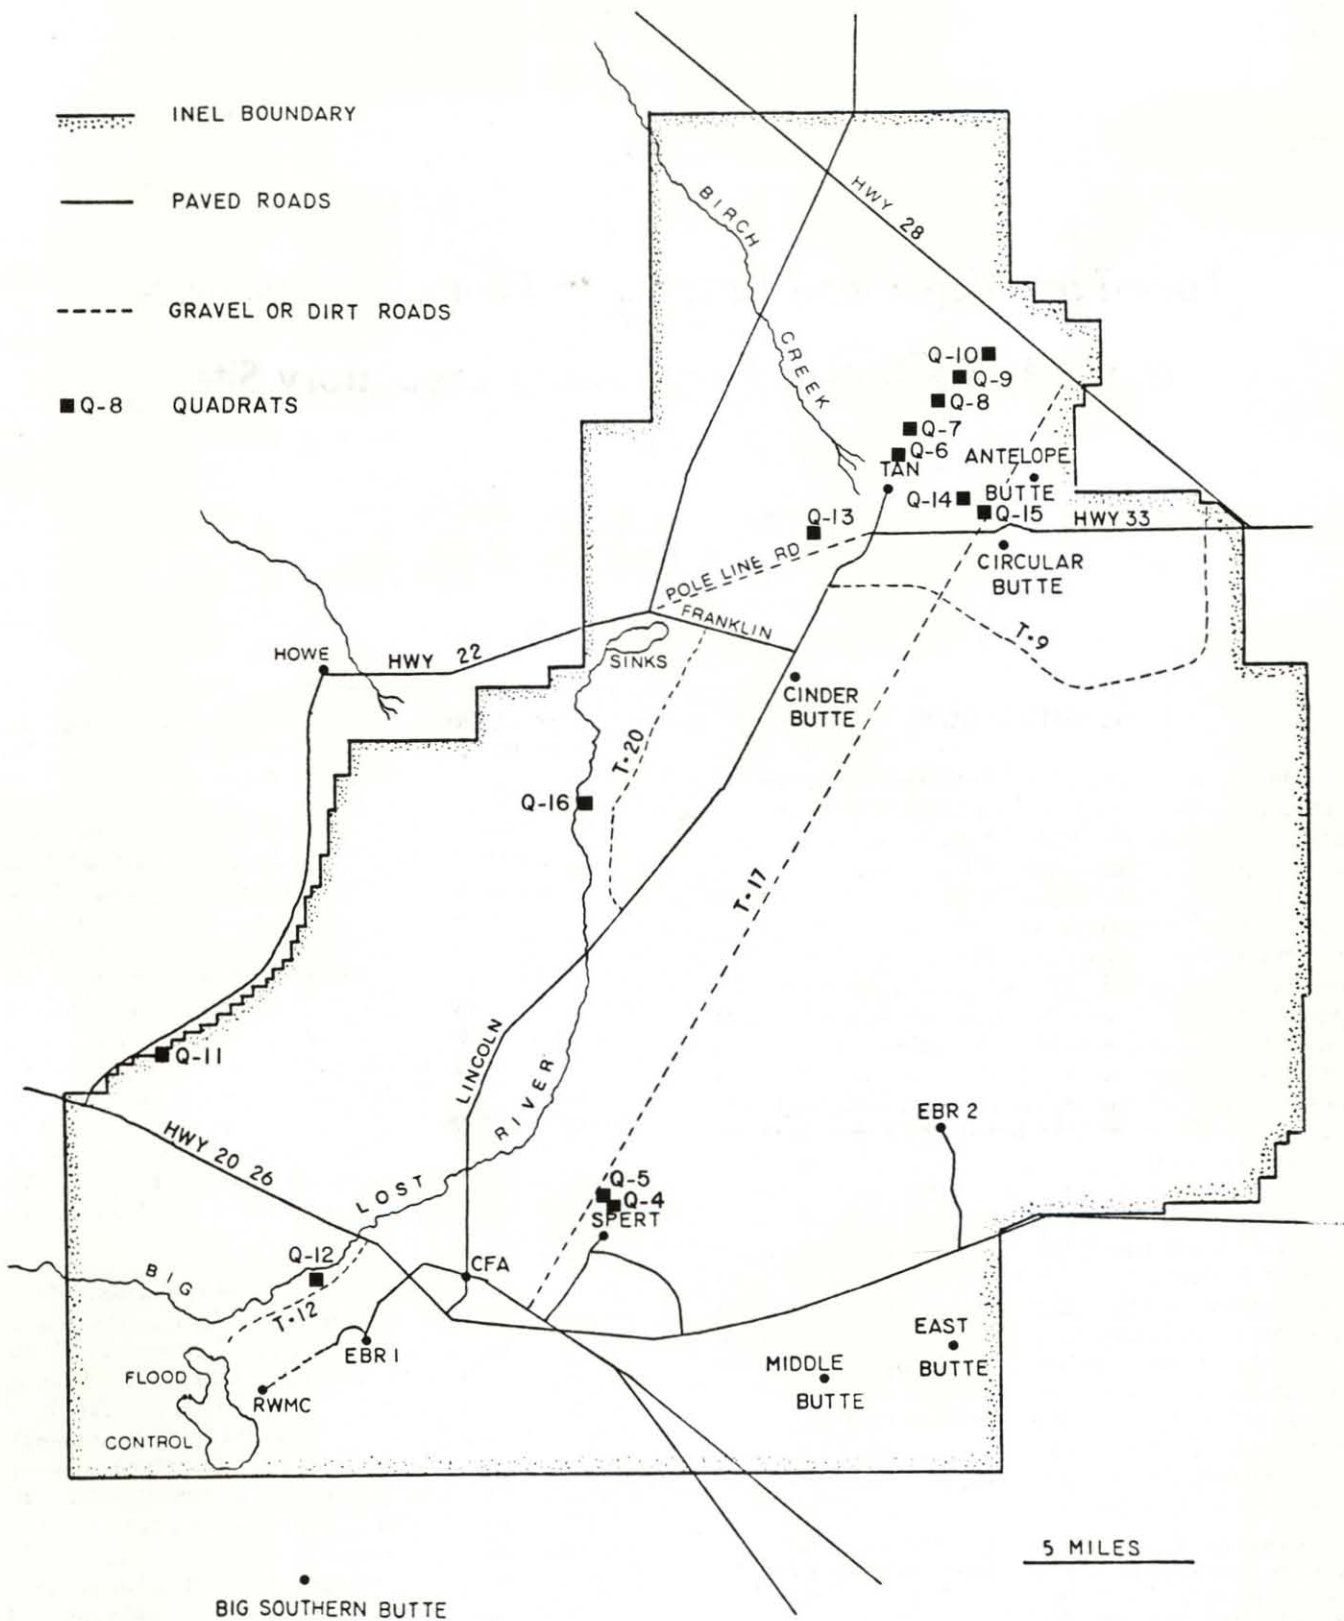 INEL BOUNDARY
PAVED ROADS
GRAVEL OR DIRT ROADS
Q-8 QUADRATS
BIRCH
CREEK
HWY 28
Q-10
Q-9
Q-8
Q-7
Q-6
TAN
ANTELOPE
BUTTE
Q-14
Q-15
HWY 33
Q-13
POLE LINE RD
CIRCULAR
BUTTE
FRANKLIN
T-9
HOWE
HWY 22
SINKS
CINDER
BUTTE
T-20
Q-16
T-17
LINCOLN
Q-11
HWY 20 26
BIG
LOST
RIVER
EBR 2
Q-5
Q-4
SPERT
Q-12
T-12
CFA
EBR I
EAST
BUTTE
MIDDLE
BUTTE
FLOOD
CONTROL
RWMC
5 MILES
BIG SOUTHERN BUTTE